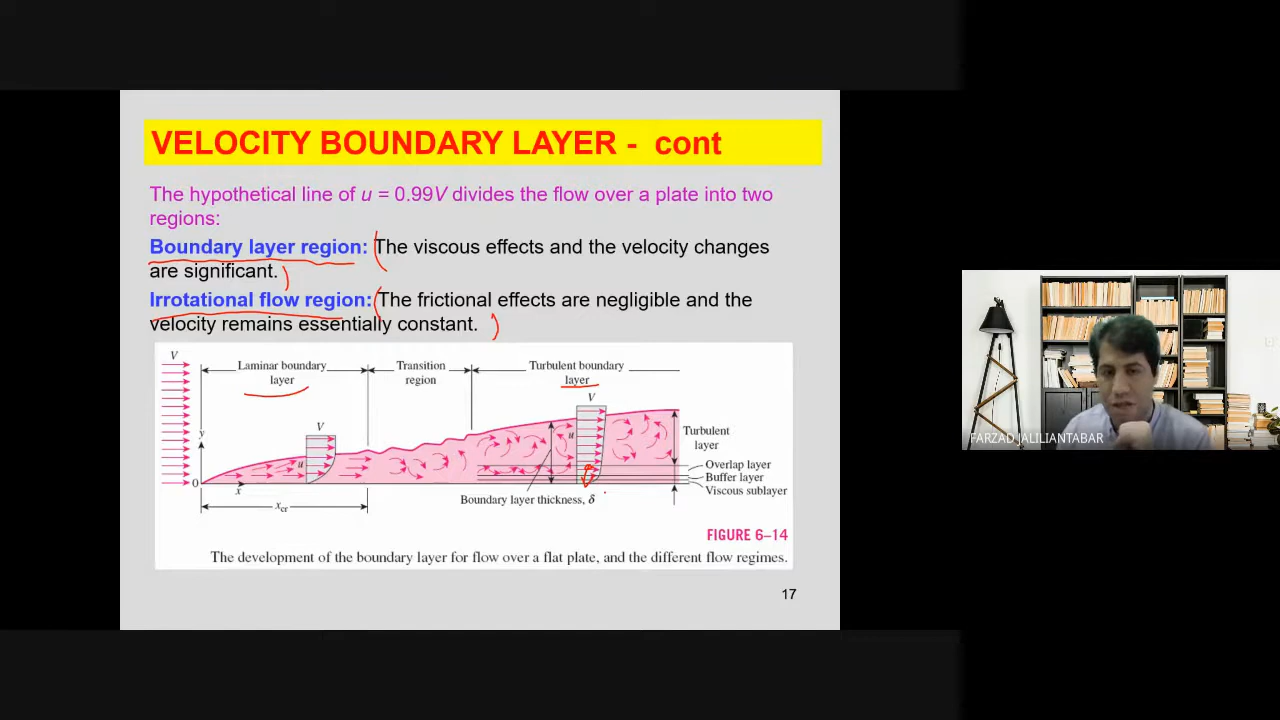 VELOCITY BOUNDARY LAYER - cont
The hypothetical line of u = 0.99V divides the flow over a plate into two
regions:
Boundary layer region: The viscous effects and the velocity changes
are significant.
Irrotational flow region: The frictional effects are negligible and the
velocity remains essentially constant.
V
Laminar boundary
layer
Transition
region
Turbulent boundary
layer
V
V
y
u
u
Turbulent
layer
Overlap layer
Buffer layer
Viscous sublayer
0
x
xcr
Boundary layer thickness, δ
FIGURE 6–14
The development of the boundary layer for flow over a flat plate, and the different flow regimes.
17
FARZAD JALILIANTABAR